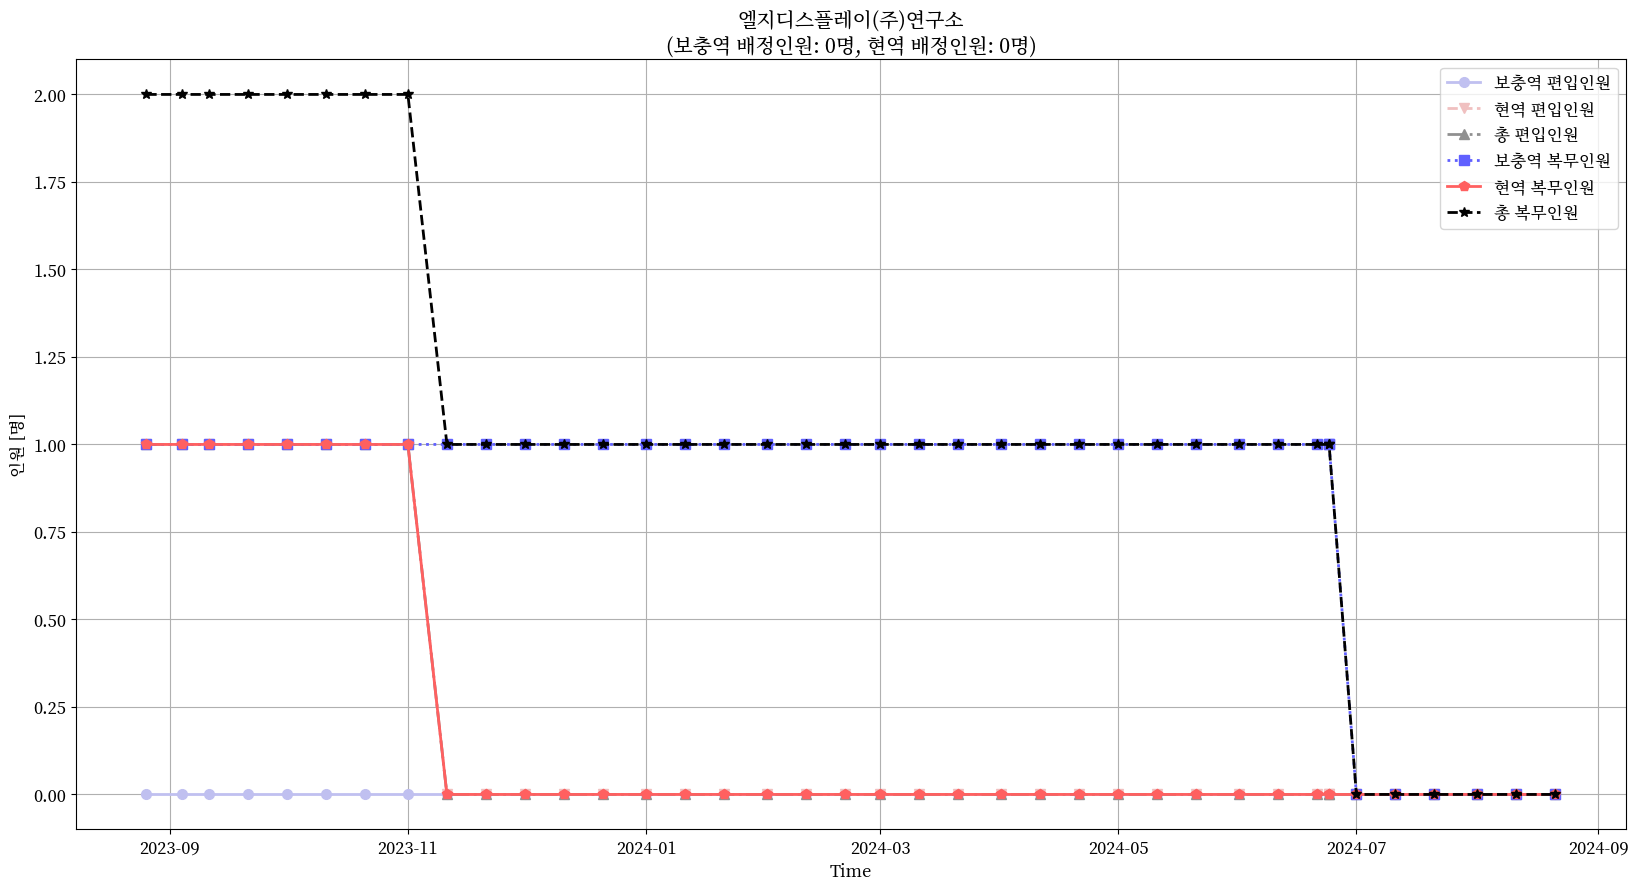 엘지디스플레이(주)연구소
(보충역 배정인원: 0명, 현역 배정인원: 0명)
보충역 편입인원
현역 편입인원
총 편입인원
보충역 복무인원
현역 복무인원
총 복무인원
인원 [명]
2.00
1.75
1.50
1.25
1.00
0.75
0.50
0.25
0.00
2023-09 2023-11 2024-01 2024-03 2024-05 2024-07 2024-09
Time